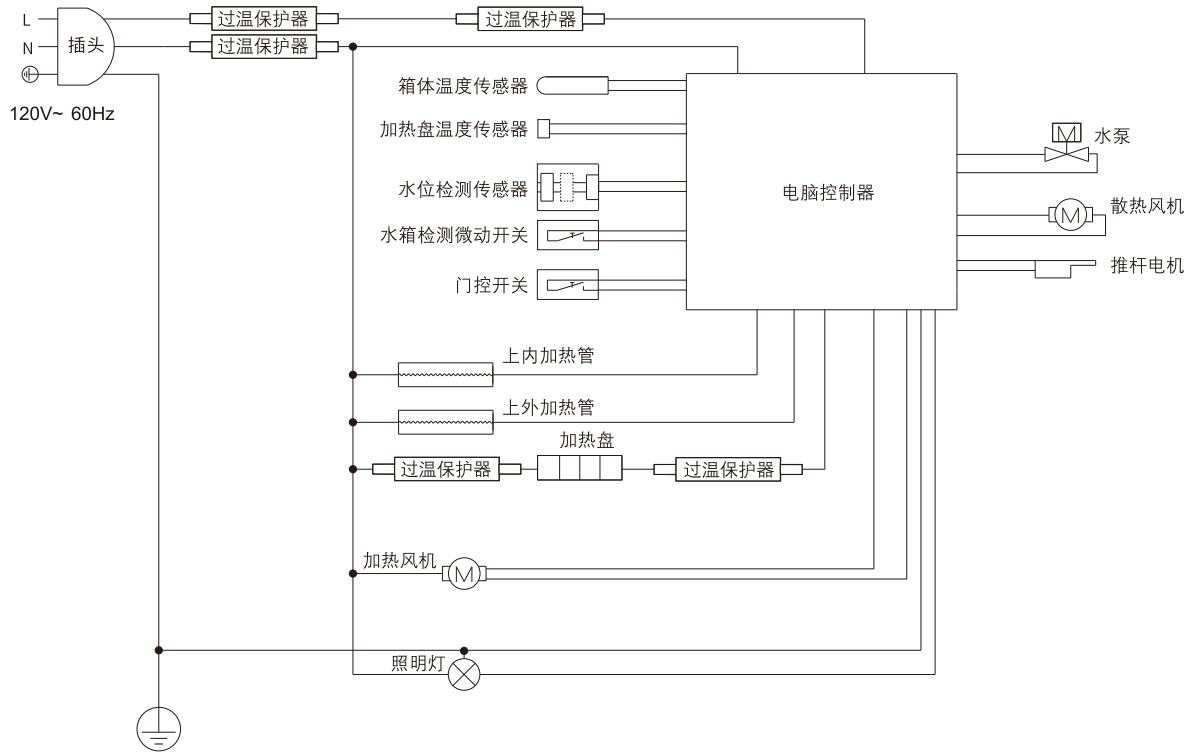 L
过温保护器
过温保护器
N
插头
过温保护器
120V~ 60Hz
箱体温度传感器
加热盘温度传感器
水位检测传感器
水箱检测微动开关
门控开关
电脑控制器
M
水泵
M
散热风机
推杆电机
上内加热管
上外加热管
加热盘
过温保护器
过温保护器
加热风机
M
照明灯